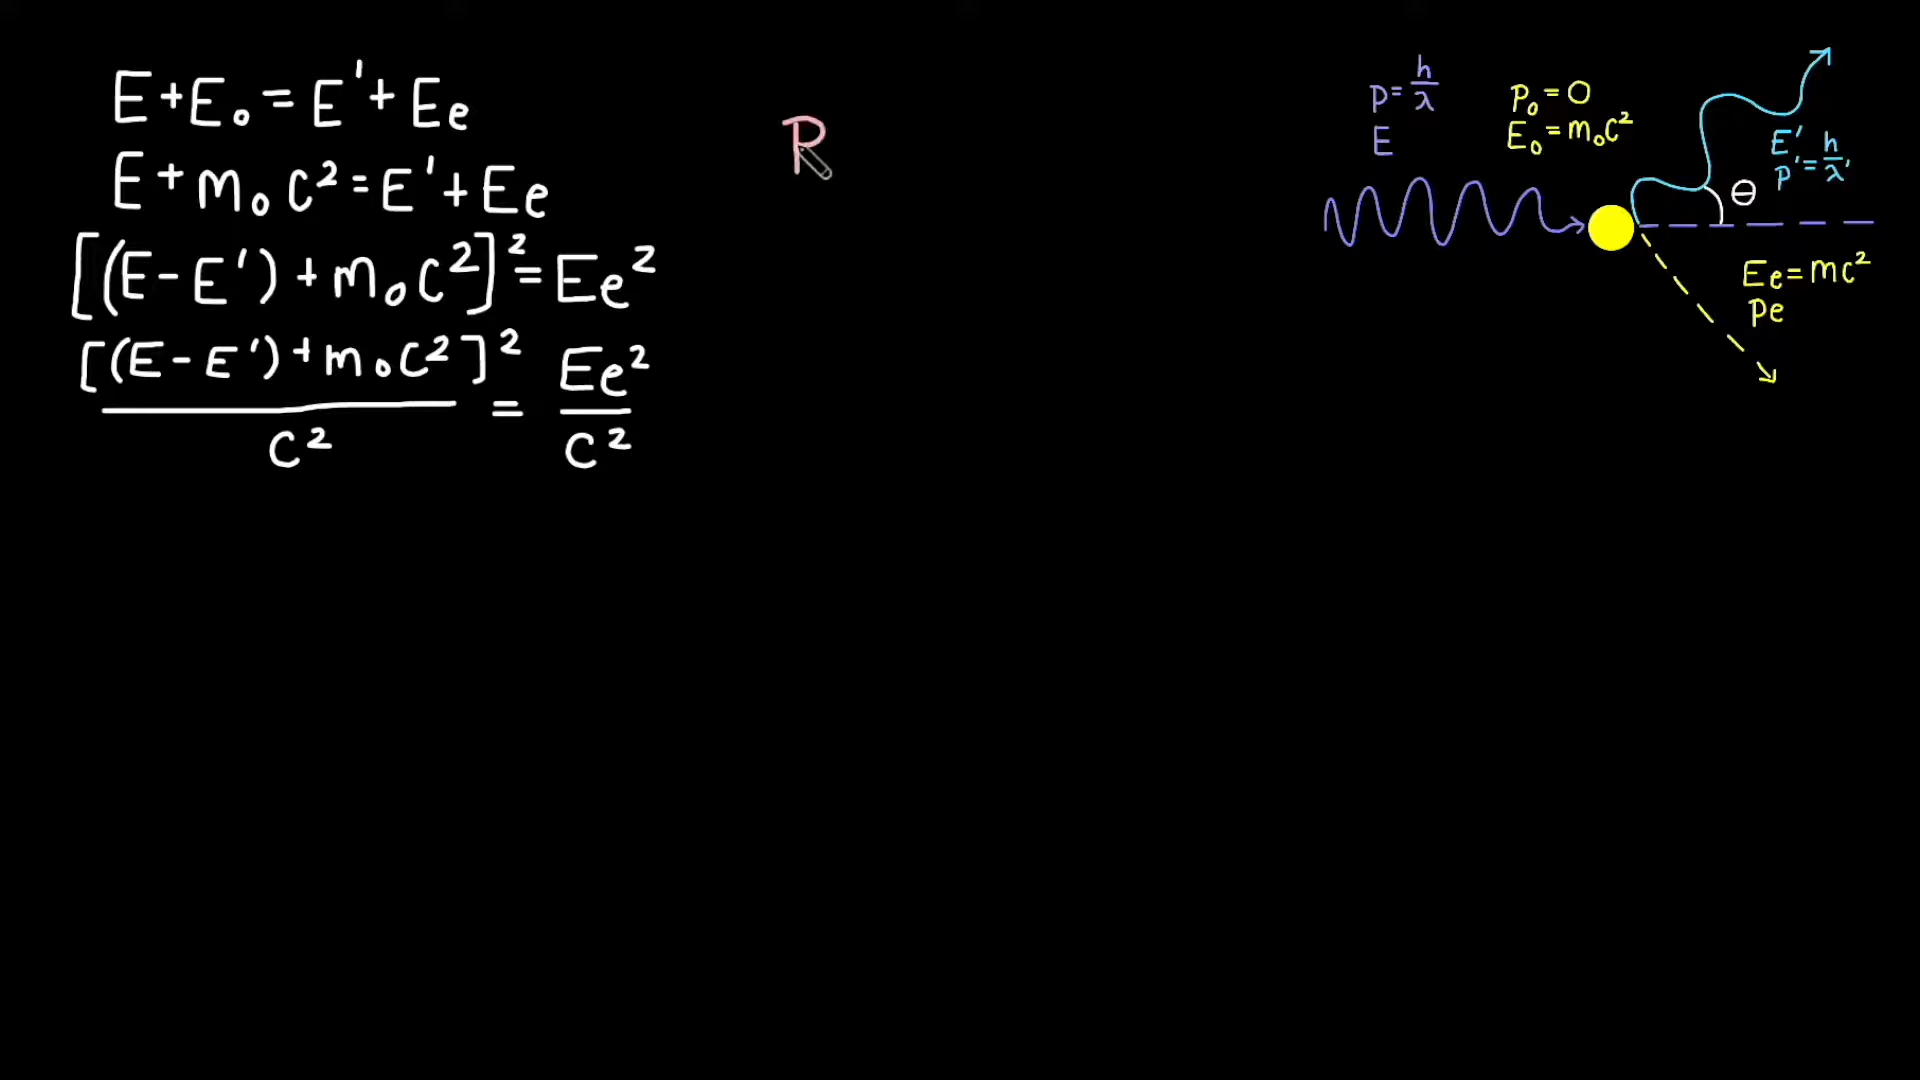 E+E₀=E'+Ee
E+m₀c²=E'+Ee
[(E-E')+m₀c²]²=Ee²
[(E-E')+m₀c²]²/c² = Ee²/c²
R
p=h/λ
E
p₀=0
E₀=m₀c²
E'
p'=h/λ'
θ
Ee=mc²
pe